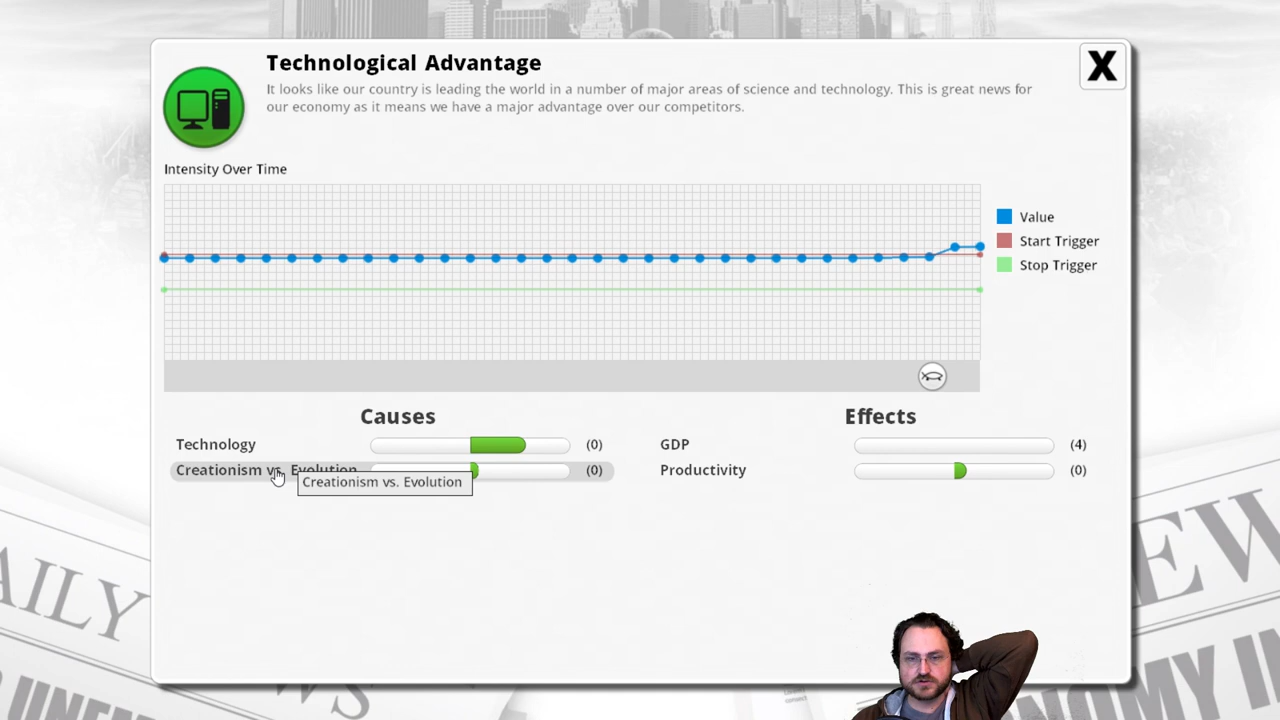 Technological Advantage
X
It looks like our country is leading the world in a number of major areas of science and technology. This is great news for
our economy as it means we have a major advantage over our competitors.
Intensity Over Time
Value
Start Trigger
Stop Trigger
Causes
Effects
Technology (0)
GDP (4)
Creationism vs. Evolution (0)
Productivity (0)
Creationism vs. Evolution
DAILY